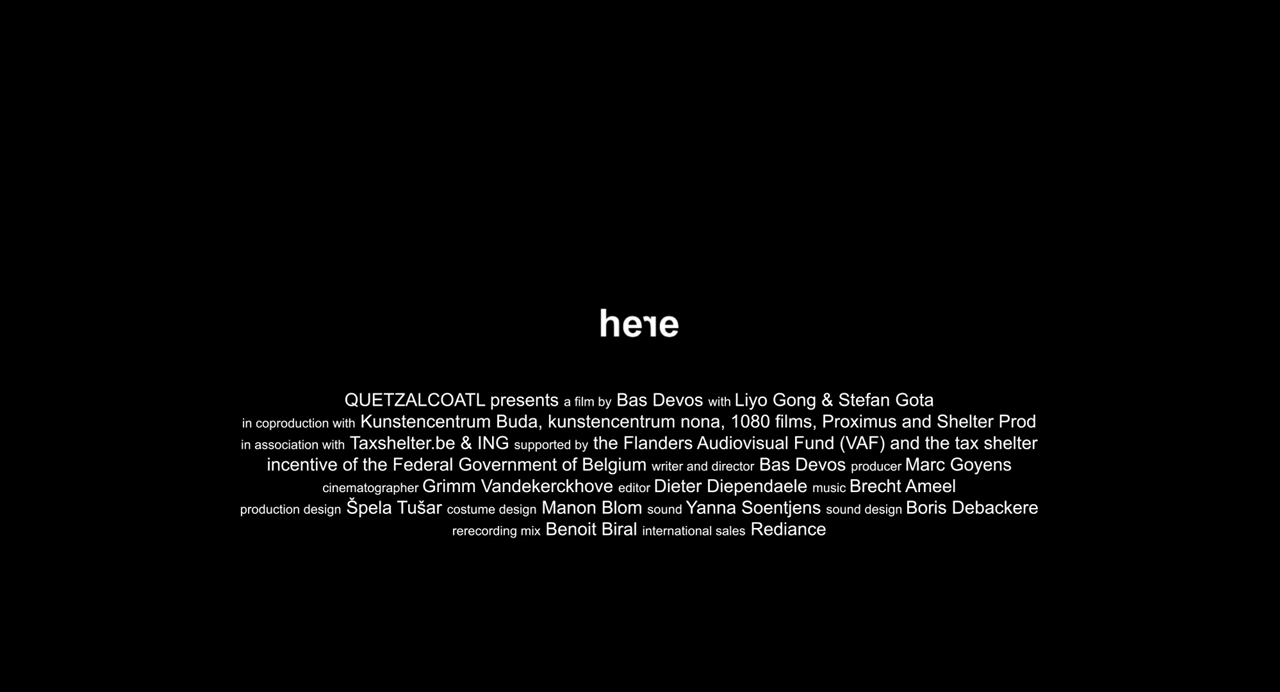 here
QUETZALCOATL presents a film by Bas Devos with Liyo Gong & Stefan Gota
in coproduction with Kunstencentrum Buda, kunstencentrum nona, 1080 films, Proximus and Shelter Prod
in association with Taxshelter.be & ING supported by the Flanders Audiovisual Fund (VAF) and the tax shelter
incentive of the Federal Government of Belgium writer and director Bas Devos producer Marc Goyens
cinematographer Grimm Vandekerckhove editor Dieter Diependaele music Brecht Ameel
production design Špela Tušar costume design Manon Blom sound Yanna Soentjens sound design Boris Debackere
rerecording mix Benoit Biral international sales Rediance